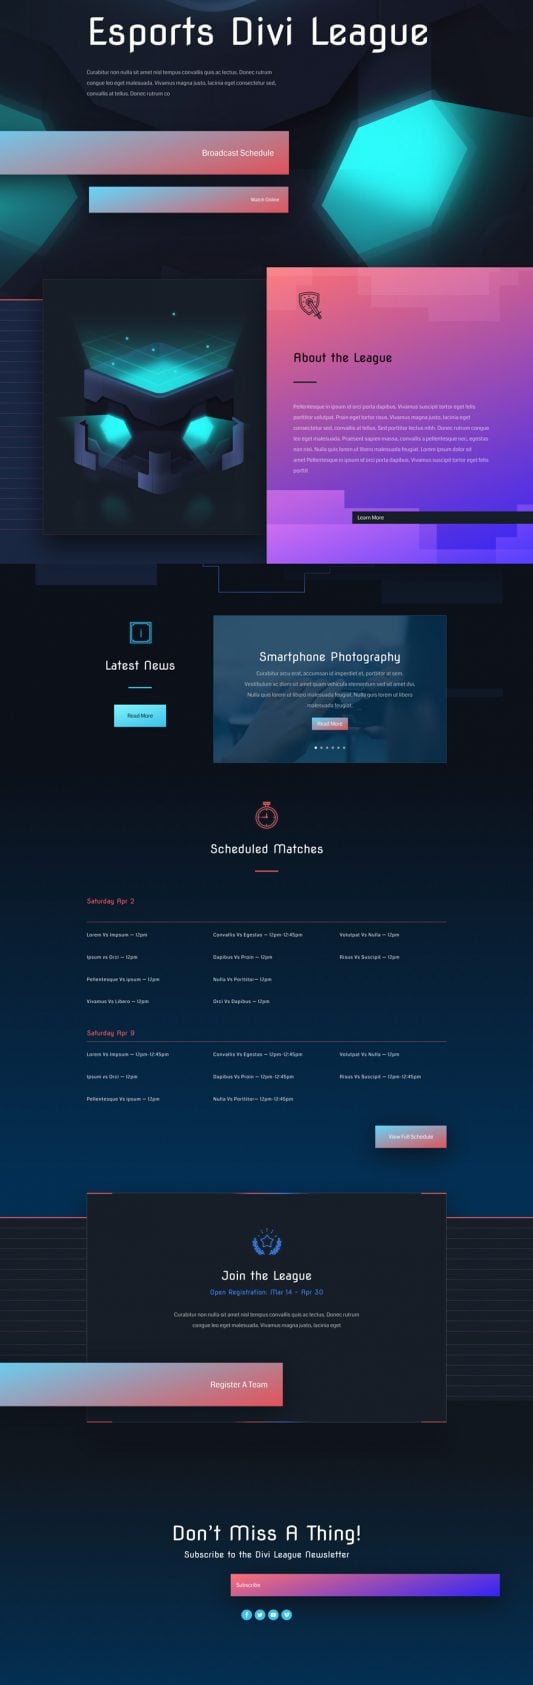 Esports Divi League
Curabitur non nulla sit amet nisl tempus convallis quis ac lectus. Donec rutrum
congue leo eget malesuada. Vivamus magna justo, lacinia eget consectetur sed,
convallis at tellus. Donec rutrum co
Broadcast Schedule
Watch Online
About the League
Pellentesque in ipsum id orci porta dapibus. Vivamus suscipit tortor eget felis
porttitor volutpat. Proin eget tortor risus. Vivamus magna justo, lacinia eget
consectetur sed, convallis at tellus. Sed porttitor lectus nibh. Donec rutrum congue
leo eget malesuada. Praesent sapien massa, convallis a pellentesque nec, egestas
non nisi. Nulla quis lorem ut libero malesuada feugiat. Lorem ipsum dolor sit
amet Pellentesque in ipsum id orci porta dapibus. Vivamus suscipit tortor eget felis
porttit
Learn More
Latest News
Read More
Smartphone Photography
Curabitur arcu erat, accumsan id imperdiet et, porttitor at sem.
Vestibulum ac diam sit amet quam vehicula elementum sed sit amet dui.
Nulla quis lorem ut libero malesuada feugiat. Nulla quis lorem ut libero
malesuada feugiat.
Read More
Scheduled Matches
Saturday Apr 2
Lorem Vs Impsum — 12pm
Convallis Vs Egestas — 12pm-12:45pm
Volutpat Vs Nulla — 12pm
Ipsum vs Orci — 12pm
Dapibus Vs Proin — 12pm
Risus Vs Suscipit — 12pm
Pellentesque Vs ipsum — 12pm
Nulla Vs Porttitor— 12pm
Vivamus Vs Libero — 12pm
Orci Vs Dapibus — 12pm
Saturday Apr 9
Lorem Vs Impsum — 12pm-12:45pm
Convallis Vs Egestas — 12pm-12:45pm
Volutpat Vs Nulla — 12pm
Ipsum vs Orci — 12pm
Dapibus Vs Proin — 12pm-12:45pm
Risus Vs Suscipit — 12pm-12:45pm
Pellentesque Vs ipsum — 12pm
Nulla Vs Porttitor— 12pm-12:45pm
View Full Schedule
Join the League
Open Registration: Mar 14 - Apr 30
Curabitur non nulla sit amet nisl tempus convallis quis ac lectus. Donec rutrum
congue leo eget malesuada. Vivamus magna justo, lacinia eget
Register A Team
Don't Miss A Thing!
Subscribe to the Divi League Newsletter
Subscribe